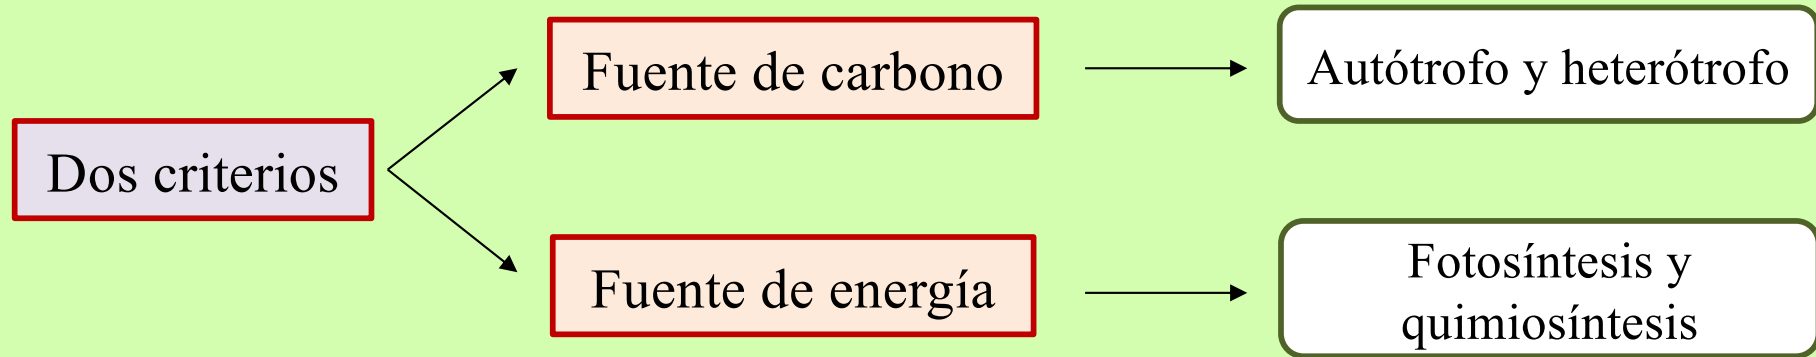 Dos criterios
Fuente de carbono
Autótrofo y heterótrofo
Fuente de energía
Fotosíntesis y
quimiosíntesis